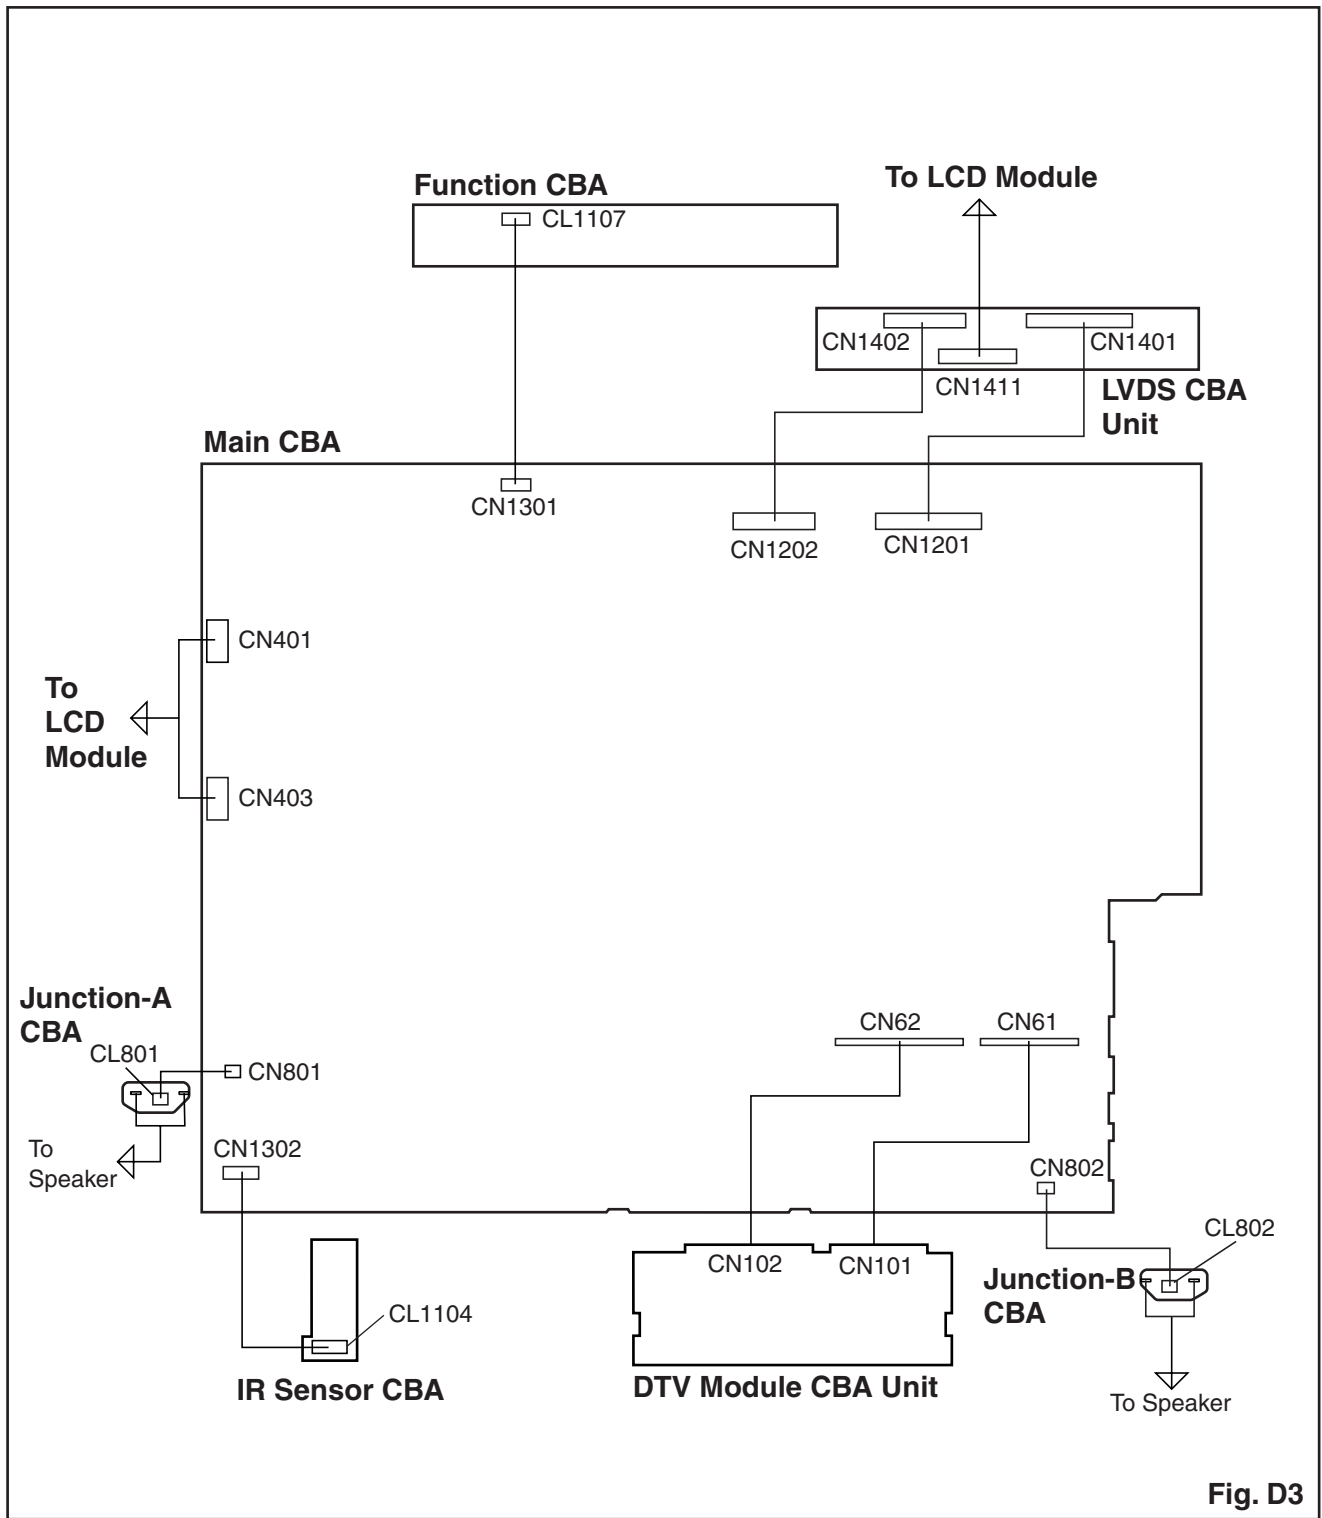 Function CBA
To LCD Module
CL1107
CN1402
CN1401
CN1411
LVDS CBA
Unit
Main CBA
CN1301
CN1202
CN1201
CN401
To
LCD
Module
CN403
Junction-A
CBA
CL801
CN801
To
Speaker
CN1302
CN62
CN61
CN802
CL802
CN102
CN101
Junction-B
CBA
CL1104
IR Sensor CBA
DTV Module CBA Unit
To Speaker
Fig. D3